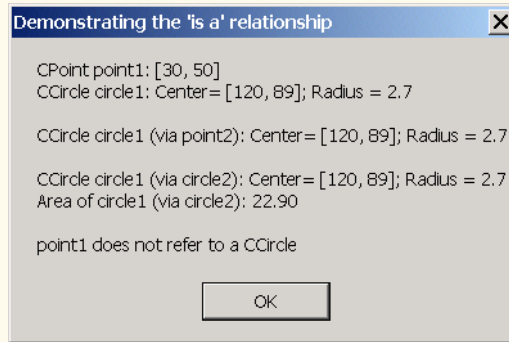 Demonstrating the 'is a' relationship
CPoint point1: [30, 50]
CCircle circle1: Center= [120, 89]; Radius = 2.7
CCircle circle1 (via point2): Center= [120, 89]; Radius = 2.7
CCircle circle1 (via circle2): Center= [120, 89]; Radius = 2.7
Area of circle1 (via circle2): 22.90
point1 does not refer to a CCircle
OK